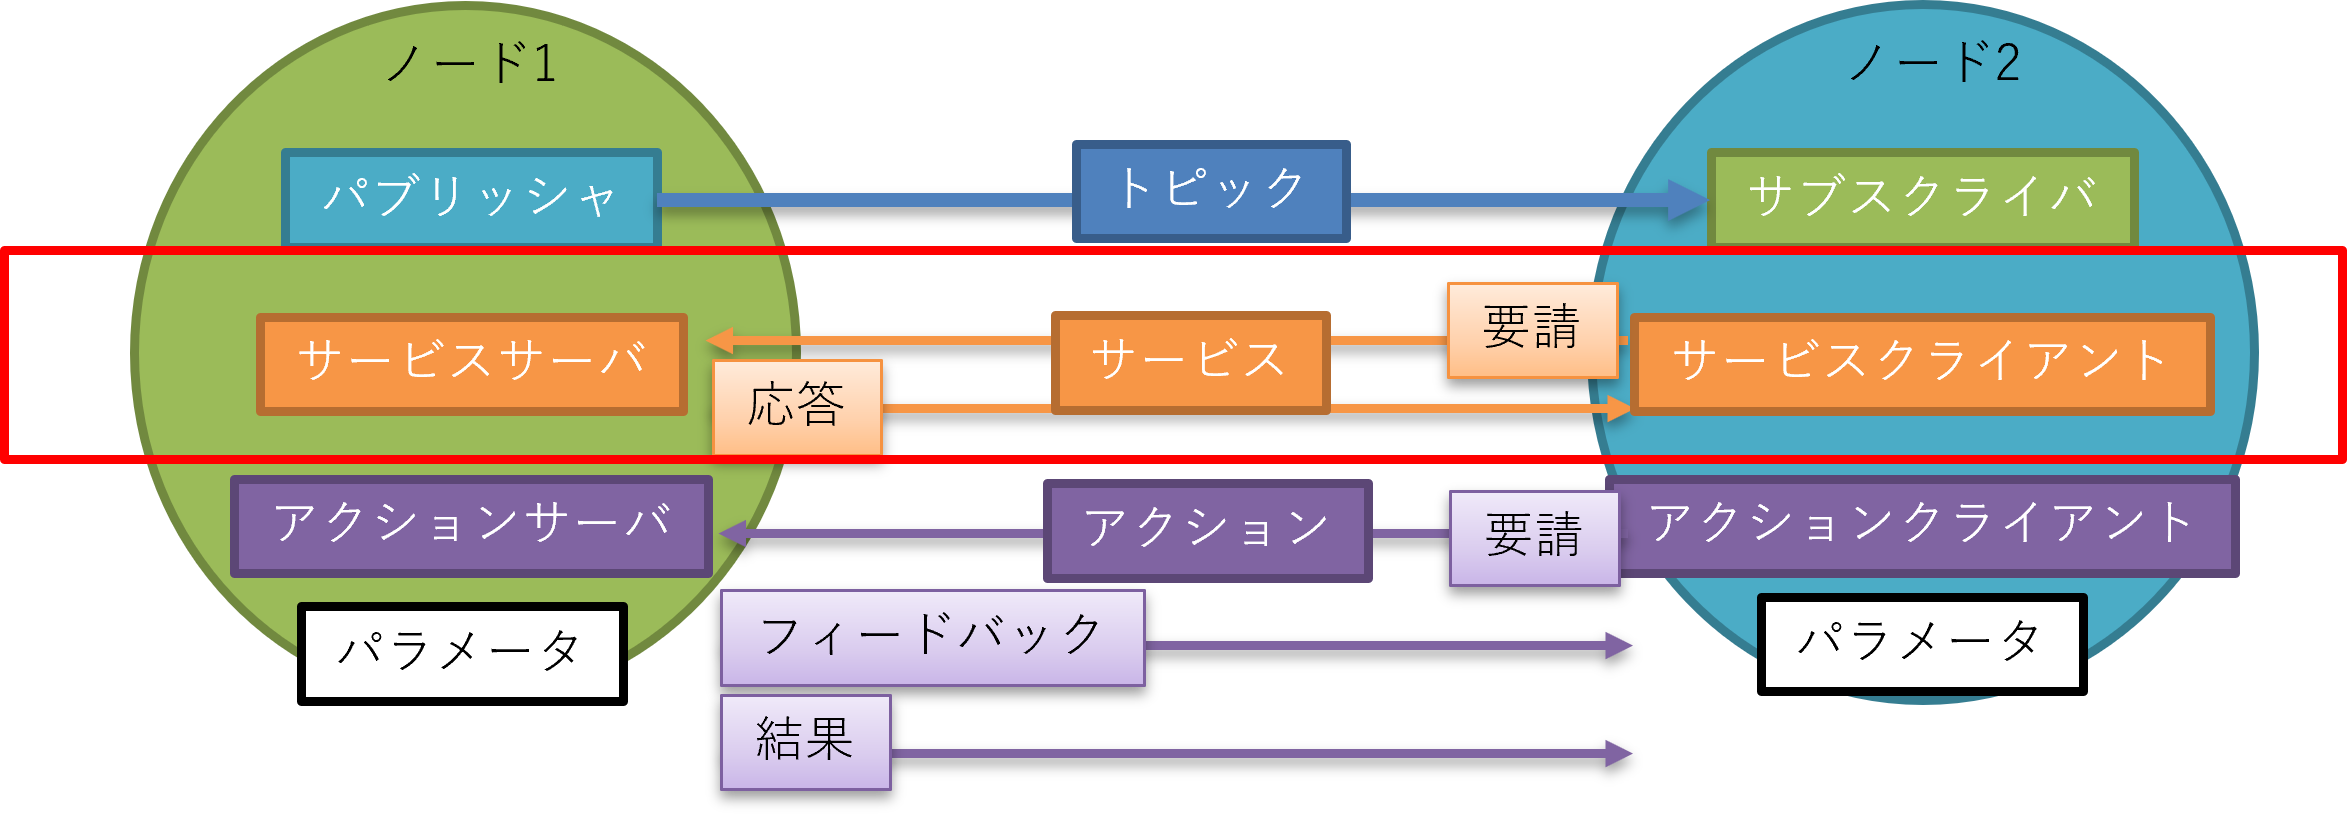 ノード1
ノード2
パブリッシャ
トピック
サブスクライバ
サービスサーバ
サービス
要請
サービスクライアント
応答
アクションサーバ
アクション
要請
アクションクライアント
パラメータ
フィードバック
パラメータ
結果